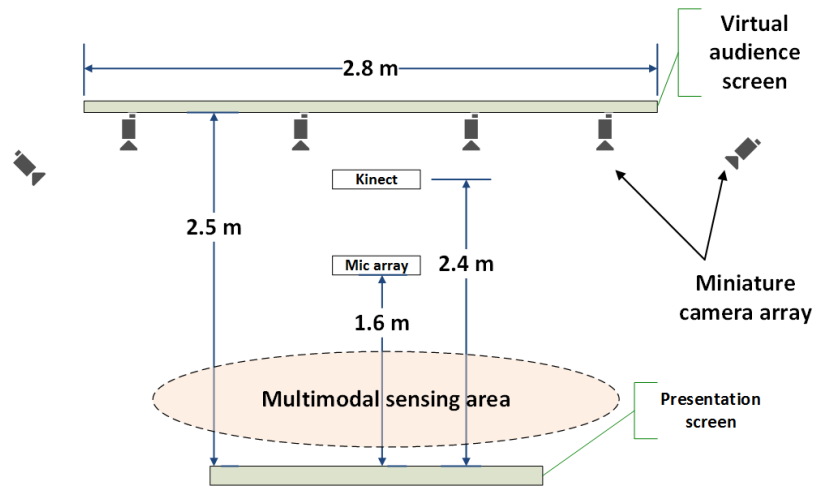 Virtual
audience
screen
2.8 m
Kinect
2.5 m
Mic array
2.4 m
Miniature
camera array
1.6 m
Multimodal sensing area
Presentation
screen